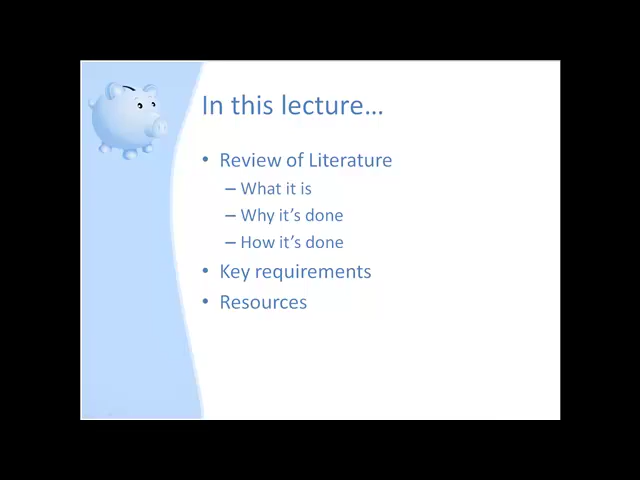 In this lecture…
• Review of Literature
– What it is
– Why it's done
– How it's done
• Key requirements
• Resources